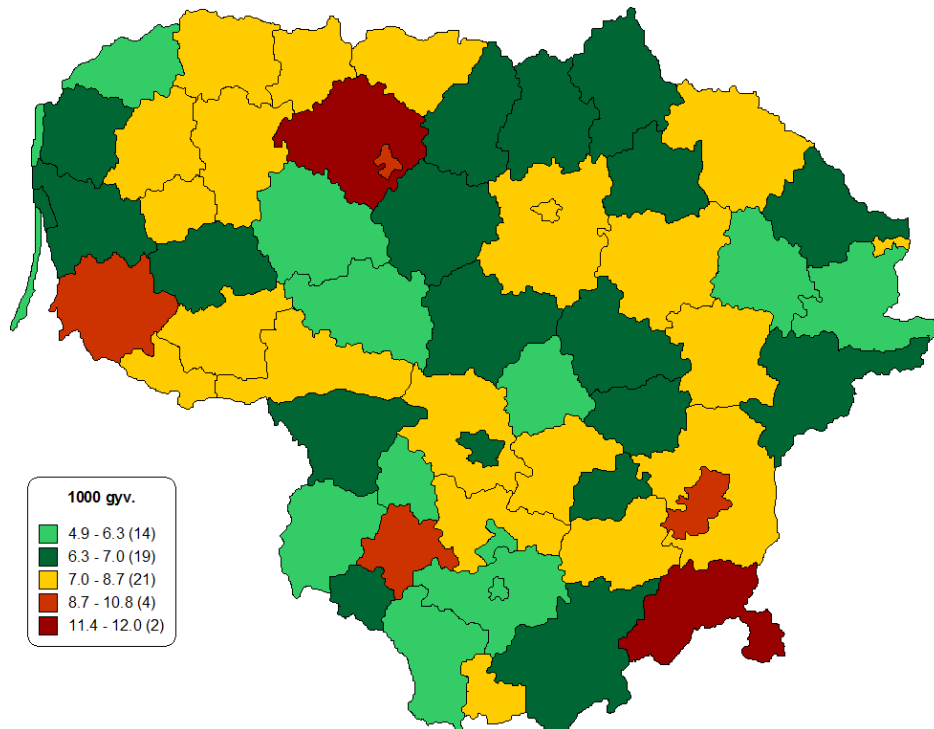 1000 gyv.
4.9 - 6.3 (14)
6.3 - 7.0 (19)
7.0 - 8.7 (21)
8.7 - 10.8 (4)
11.4 - 12.0 (2)